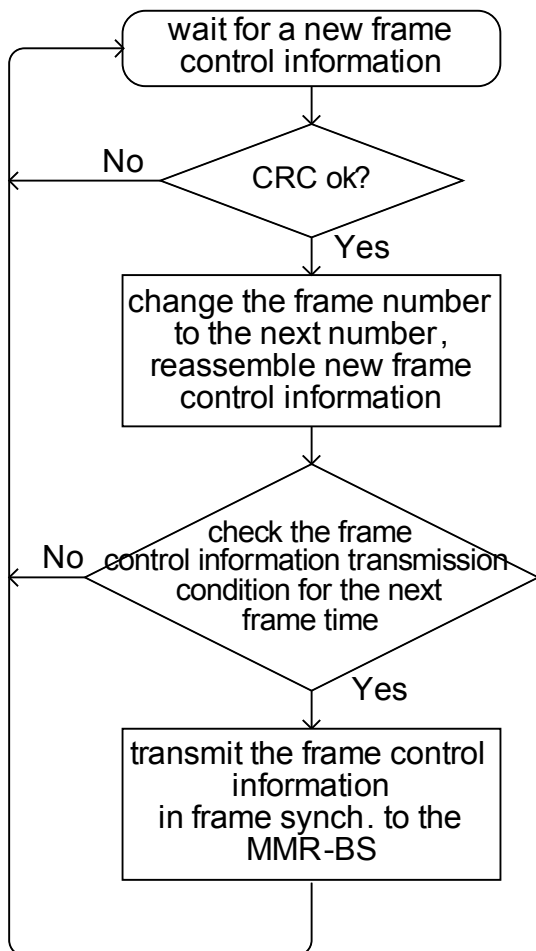 wait for a new frame
control information
No
CRC ok?
Yes
change the frame number
to the next number,
reassemble new frame
control information
check the frame
No
control information transmission
condition for the next
frame time
Yes
transmit the frame control
information
in frame synch. to the
MMR-BS